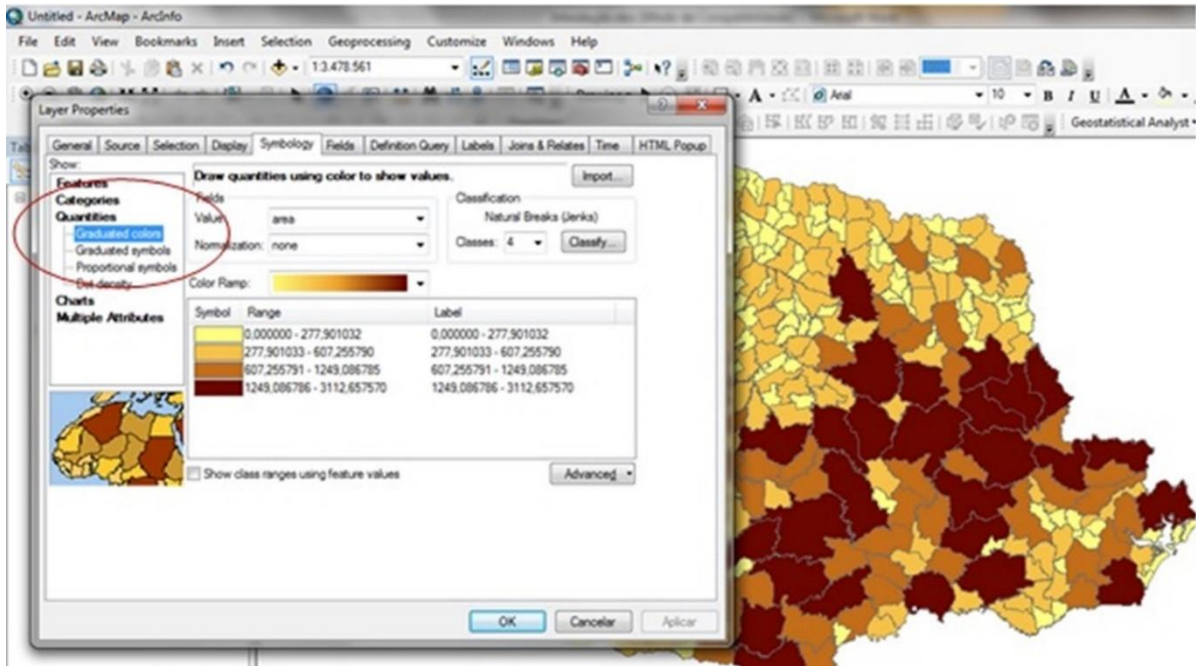 Untitled - ArcMap - ArcInfo
File Edit View Bookmarks Insert Selection Geoprocessing Customize Windows Help
1:3.478.561
Arial 10 B I U A
Layer Properties
Geostatistical Analyst
General Source Selection Display Symbology Fields Definition Query Labels Joins & Relates Time HTML Popup
Show:
Features
Categories
Quantities
Graduated colors
Graduated symbols
Proportional symbols
Dot density
Charts
Multiple Attributes
Draw quantities using color to show values.
Import...
Fields
Value: area
Normalization: none
Classification
Natural Breaks (Jenks)
Classes: 4 Classify...
Color Ramp:
Symbol Range Label
0,000000 - 277,901032 0,000000 - 277,901032
277,901033 - 607,255790 277,901033 - 607,255790
607,255791 - 1249,086785 607,255791 - 1249,086785
1249,086786 - 3112,657570 1249,086786 - 3112,657570
Show class ranges using feature values
Advanced
OK Cancelar Aplicar